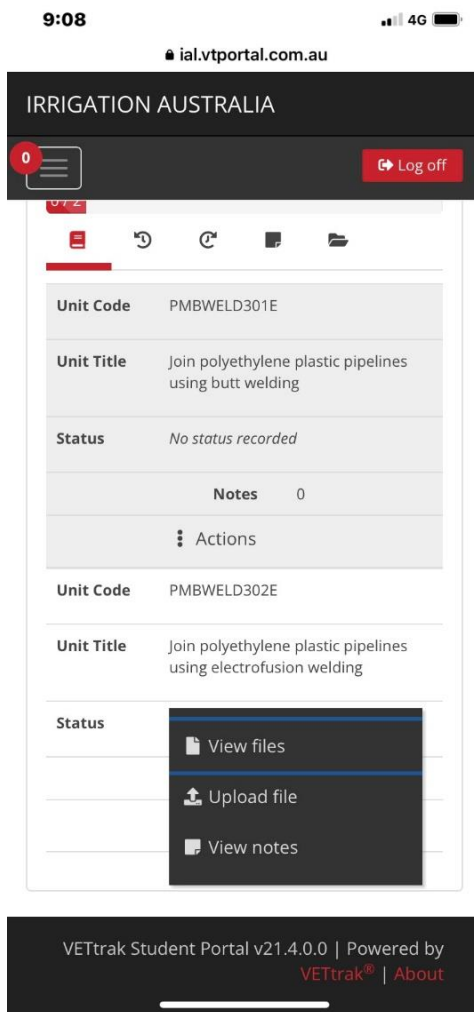 9:08
4G
ial.vtportal.com.au
IRRIGATION AUSTRALIA
0
Log off
Unit Code PMBWELD301E
Unit Title Join polyethylene plastic pipelines
using butt welding
Status No status recorded
Notes 0
Actions
Unit Code PMBWELD302E
Unit Title Join polyethylene plastic pipelines
using electrofusion welding
Status
View files
Upload file
View notes
VETtrak Student Portal v21.4.0.0 | Powered by
VETtrak® | About